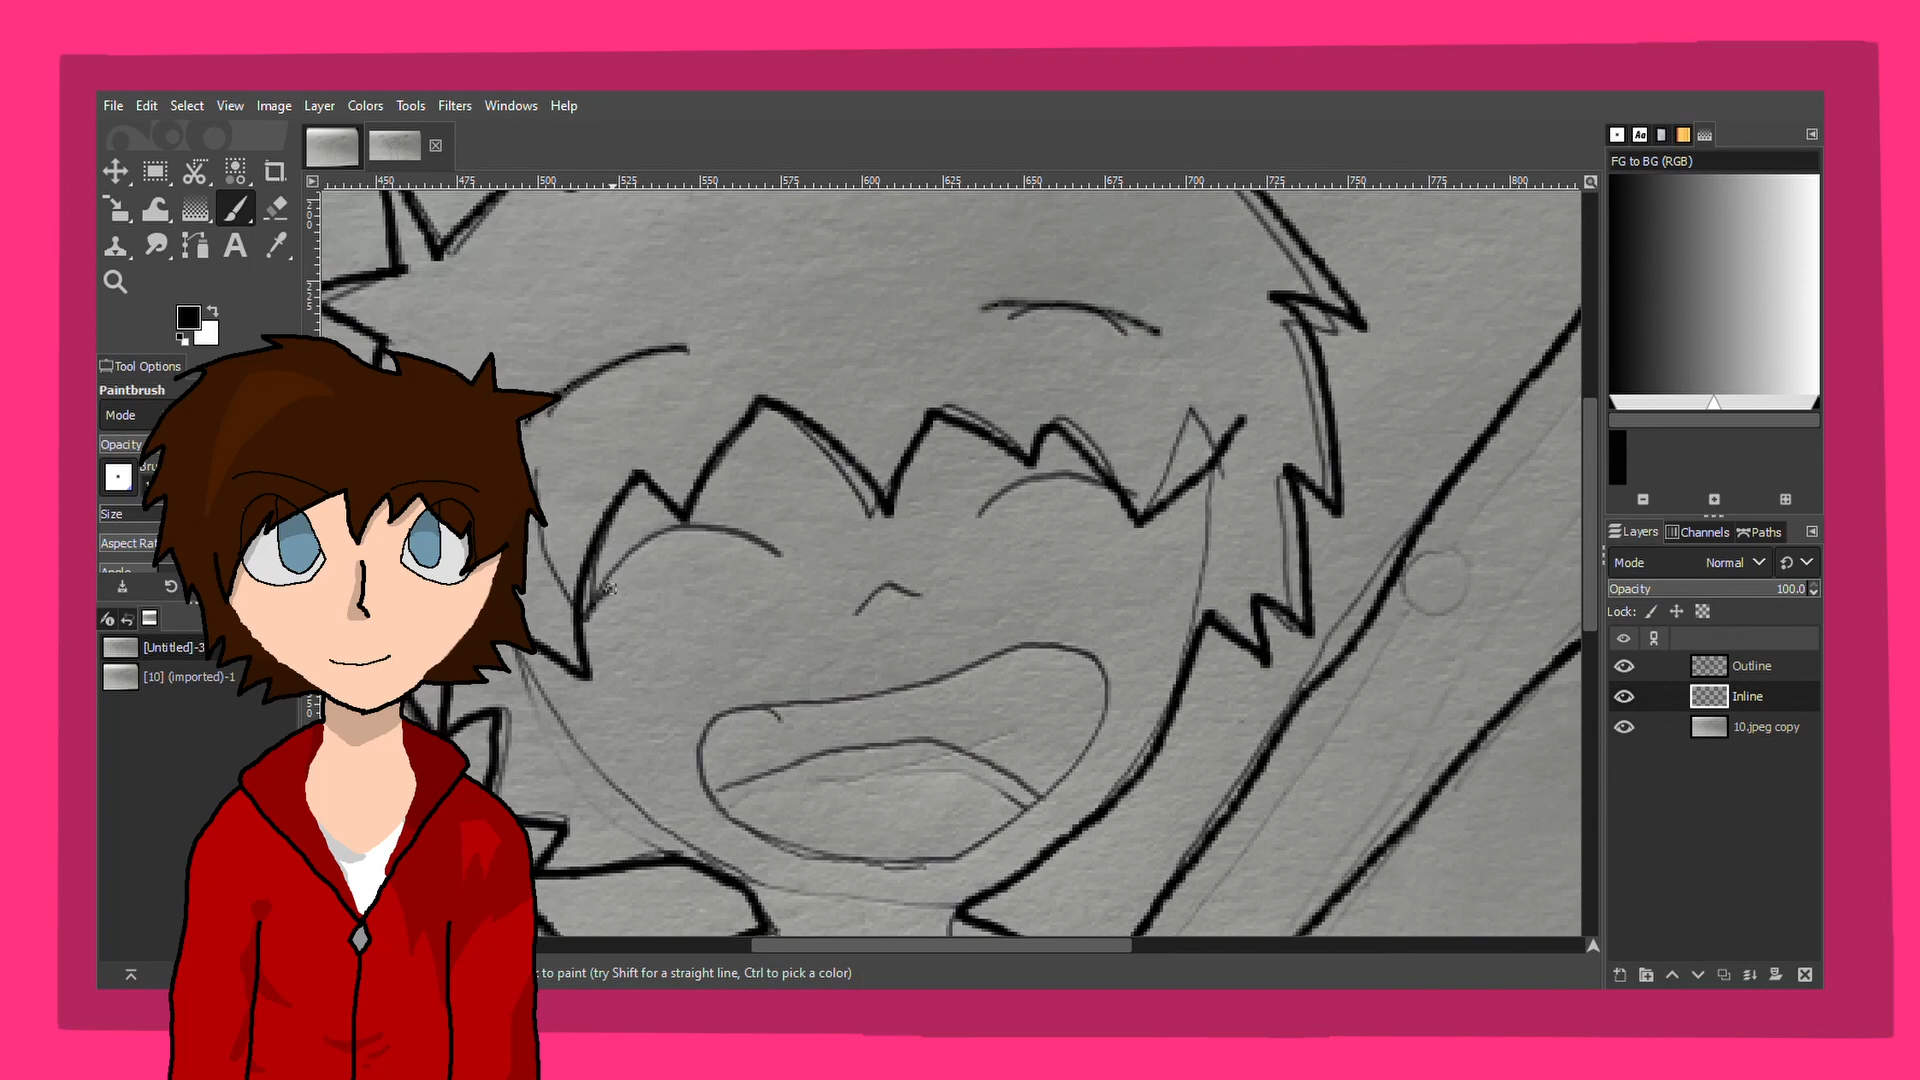 File Edit Select View Image Layer Colors Tools Filters Windows Help
450 475 500 525 550 575 600 625 650 675 700 725 750 775 800
FG to BG (RGB)
Tool Options
Paintbrush
Mode
Opacity
Bru
Size
Aspect Rat
Angle
[Untitled]-3
[10] (imported)-1
Layers Channels Paths
Mode Normal
Opacity 100.0
Lock:
Outline
Inline
10.jpeg copy
to paint (try Shift for a straight line, Ctrl to pick a color)